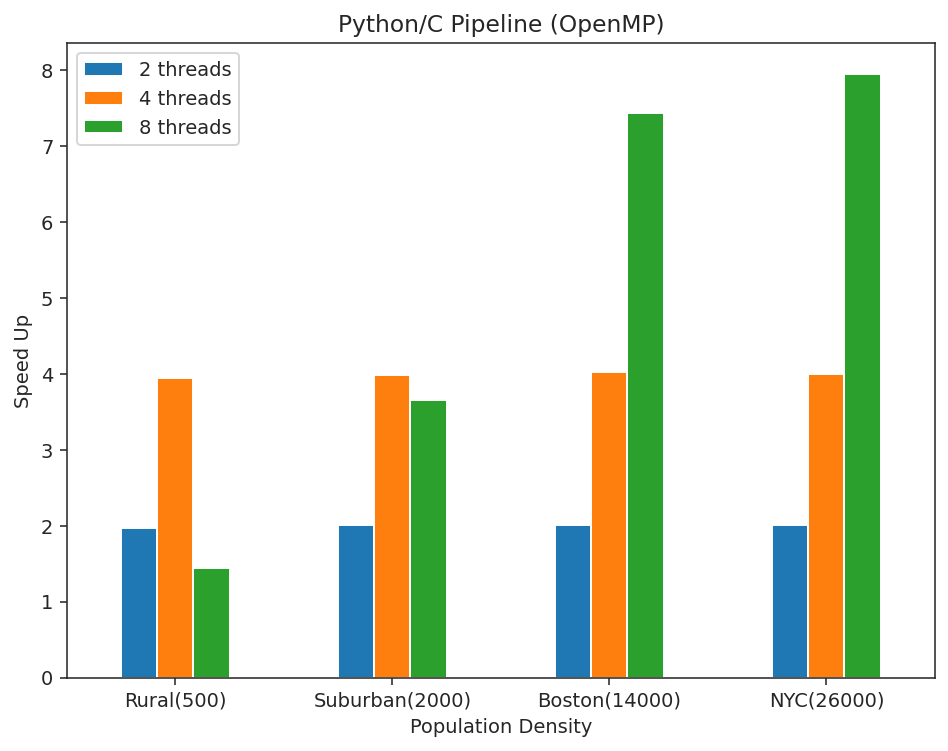 Python/C Pipeline (OpenMP)
2 threads
4 threads
8 threads
8
7
6
5
4
3
2
1
0
Speed Up
Rural(500) Suburban(2000) Boston(14000) NYC(26000)
Population Density